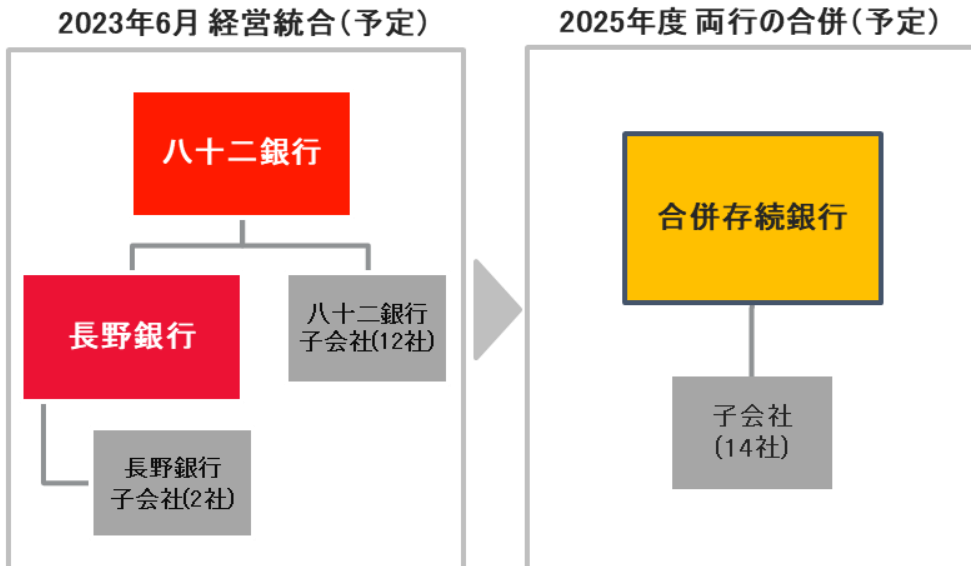 2023年6月 経営統合(予定)
八十二銀行
長野銀行
八十二銀行
子会社(12社)
長野銀行
子会社(2社)
2025年度 両行の合併(予定)
合併存続銀行
子会社
(14社)